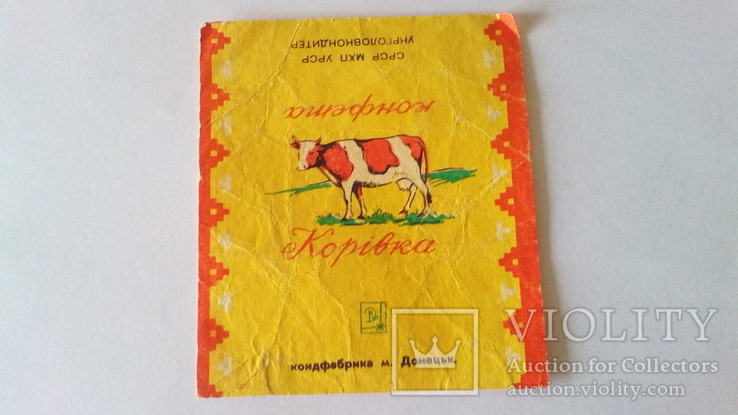 СРСР МХП УРСР
УКРГОЛОВКОНДИТЕР
конфета
Корівка
кондфабрика м. Донецьк.
VIOLITY
Auction for Collectors
auction.violity.com